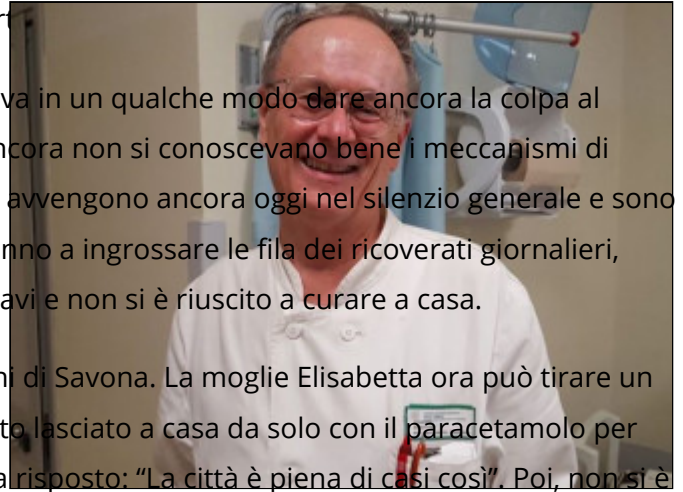 va in un qualche modo dare ancora la colpa al
ncora non si conoscevano bene i meccanismi di
avvengono ancora oggi nel silenzio generale e sono
nno a ingrossare le fila dei ricoverati giornalieri,
avi e non si è riuscito a curare a casa.
ni di Savona. La moglie Elisabetta ora può tirare un
to lasciato a casa da solo con il paracetamolo per
a risposto: “La città è piena di casi così”. Poi, non si è